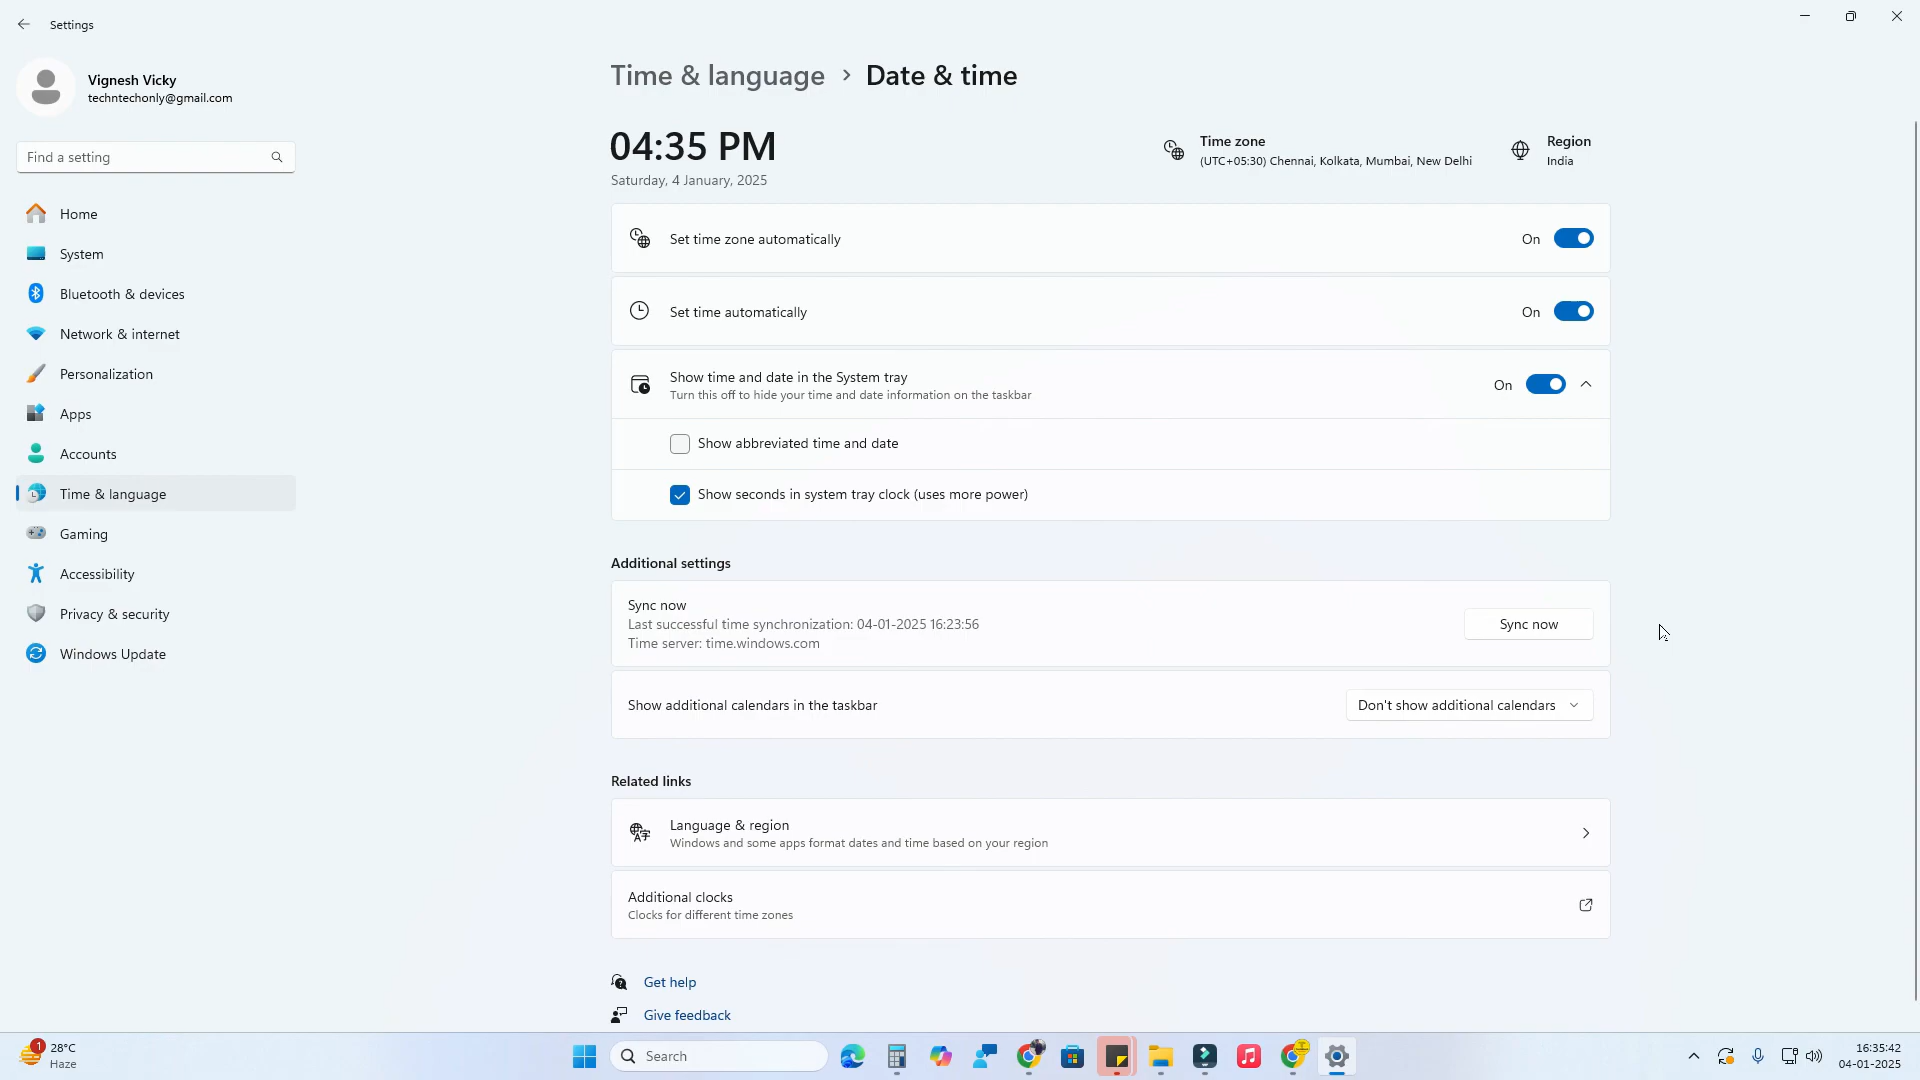 Settings
Vignesh Vicky
techntechonly@gmail.com
Find a setting
Home
System
Bluetooth & devices
Network & internet
Personalization
Apps
Accounts
Time & language
Gaming
Accessibility
Privacy & security
Windows Update
Time & language › Date & time
04:35 PM
Saturday, 4 January, 2025
Time zone
(UTC+05:30) Chennai, Kolkata, Mumbai, New Delhi
Region
India
Set time zone automatically
On
Set time automatically
On
Show time and date in the System tray
Turn this off to hide your time and date information on the taskbar
On
Show abbreviated time and date
Show seconds in system tray clock (uses more power)
Additional settings
Sync now
Last successful time synchronization: 04-01-2025 16:23:56
Time server: time.windows.com
Sync now
Show additional calendars in the taskbar
Don't show additional calendars
Related links
Language & region
Windows and some apps format dates and time based on your region
Additional clocks
Clocks for different time zones
Get help
Give feedback
1
28°C
Haze
Search
16:35:42
04-01-2025